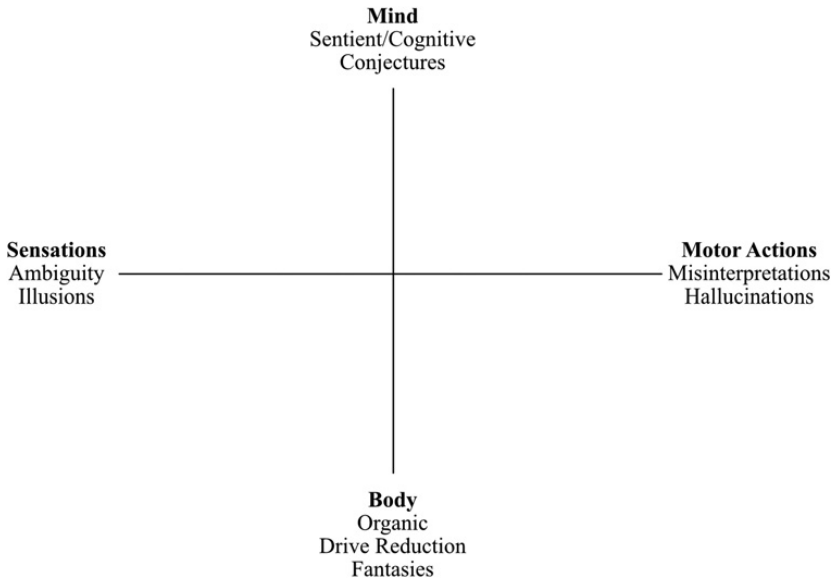 Mind
Sentient/Cognitive
Conjectures
Sensations
Ambiguity
Illusions
Motor Actions
Misinterpretations
Hallucinations
Body
Organic
Drive Reduction
Fantasies